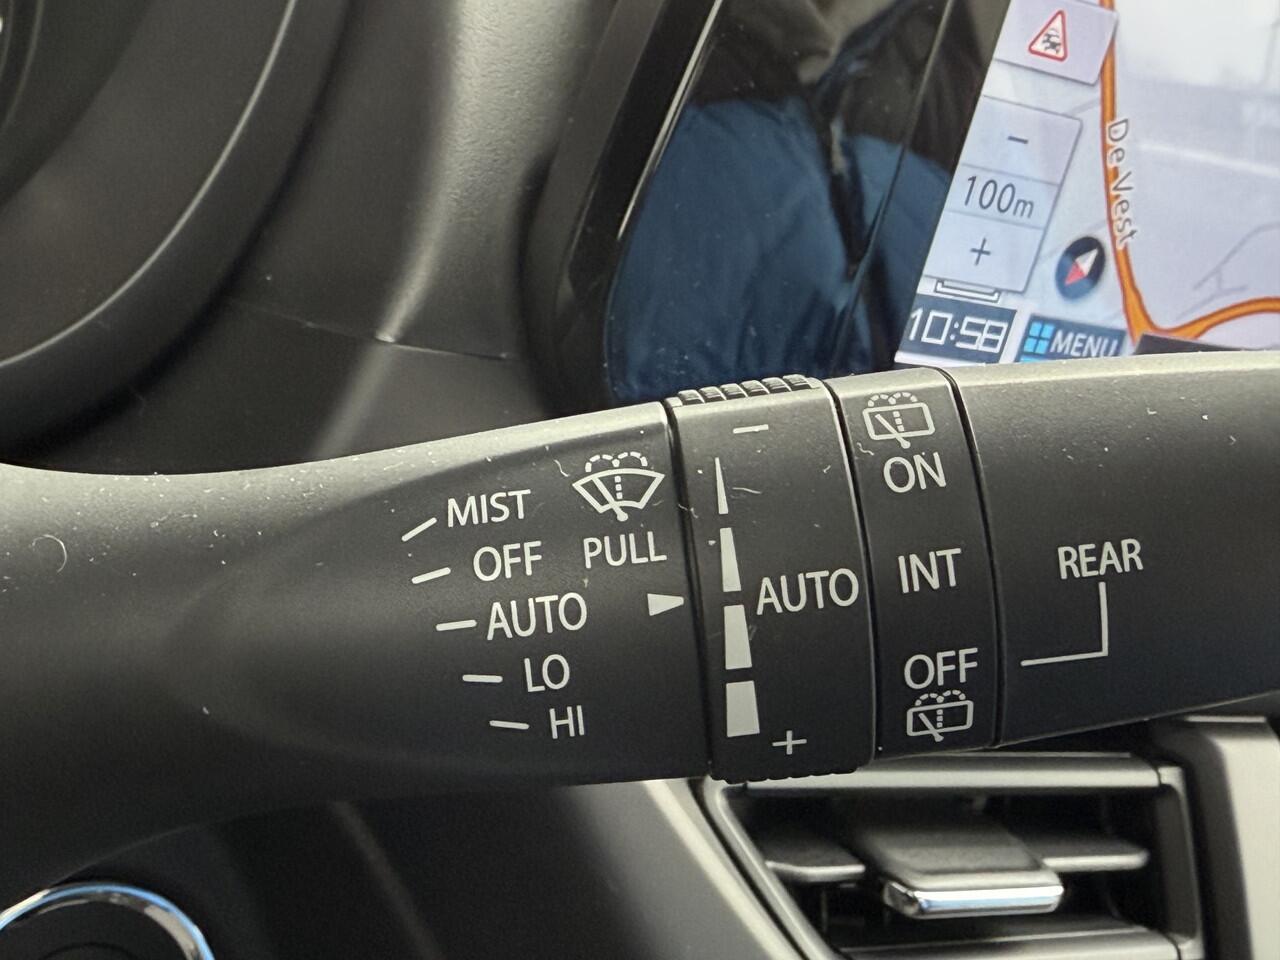 De Vest
−
100m
+
10:58
MENU
MIST
OFF
AUTO
LO
HI
PULL
−
AUTO
+
ON
INT
OFF
REAR